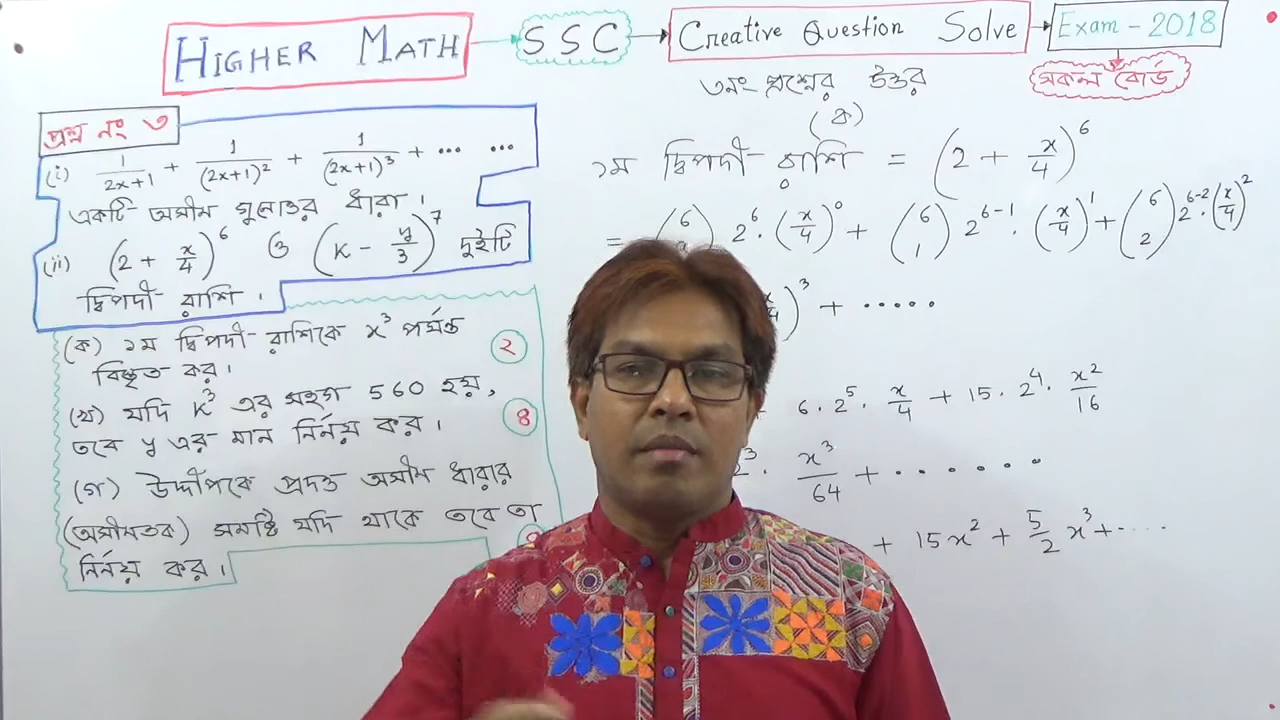 HIGHER MATH → SSC → Creative Question Solve → Exam - 2018
সকল বোর্ড
প্রশ্ন নং ৩
(i) 1/(2x+1) + 1/(2x+1)² + 1/(2x+1)³ + ... ...
একটি অসীম গুনোত্তর ধারা।
(ii) (2 + x/4)⁶ ও (K - y/3)⁷ দুইটি
দ্বিপদী রাশি।
(ক) ১ম দ্বিপদী রাশিকে x³ পর্যন্ত
বিস্তৃত কর। ২
(খ) যদি K³ এর সহগ 560 হয়,
তবে y এর মান নির্নয় কর। ৪
(গ) উদ্দীপকে প্রদত্ত অসীম ধারার
(অসীমতক) সমষ্টি যদি থাকে তবে তা
নির্নয় কর।
৩নং প্রশ্নের উত্তর
(ক)
১ম দ্বিপদী রাশি = (2 + x/4)⁶
= (6 2⁶·(x/4)⁰ + (6 1) 2⁶⁻¹·(x/4)¹ + (6 2) 2⁶⁻²·(x/4)²
)³ + .....
6·2⁵·x/4 + 15·2⁴·x²/16
2³·x³/64 + .......
+ 15x² + 5/2 x³ + ....